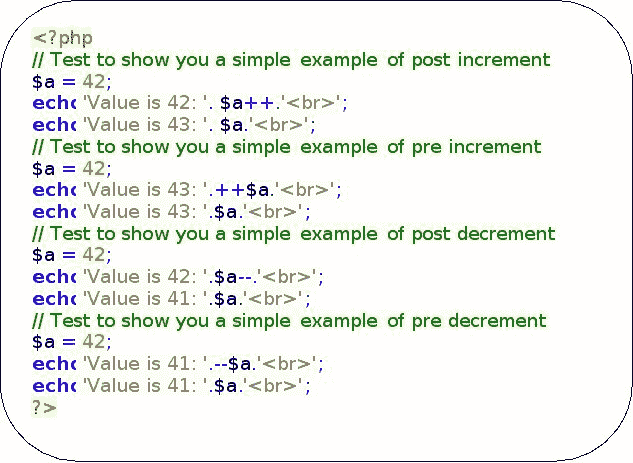 <?php
// Test to show you a simple example of post increment
$a = 42;
echo 'Value is 42: '. $a++.'<br>';
echo 'Value is 43: '. $a.'<br>';
// Test to show you a simple example of pre increment
$a = 42;
echo 'Value is 43: '.++$a.'<br>';
echo 'Value is 43: '.$a.'<br>';
// Test to show you a simple example of post decrement
$a = 42;
echo 'Value is 42: '.$a--.'<br>';
echo 'Value is 41: '.$a.'<br>';
// Test to show you a simple example of pre decrement
$a = 42;
echo 'Value is 41: '.--$a.'<br>';
echo 'Value is 41: '.$a.'<br>';
?>